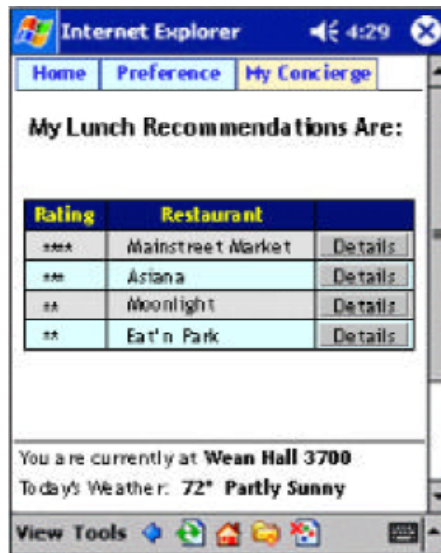 Internet Explorer 4:29
Home Preference My Concierge
My Lunch Recommendations Are:
Rating Restaurant
**** Mainstreet Market Details
*** Asiana Details
** Moonlight Details
** Eat'n Park Details
You are currently at Wean Hall 3700
Today's Weather: 72° Partly Sunny
View Tools